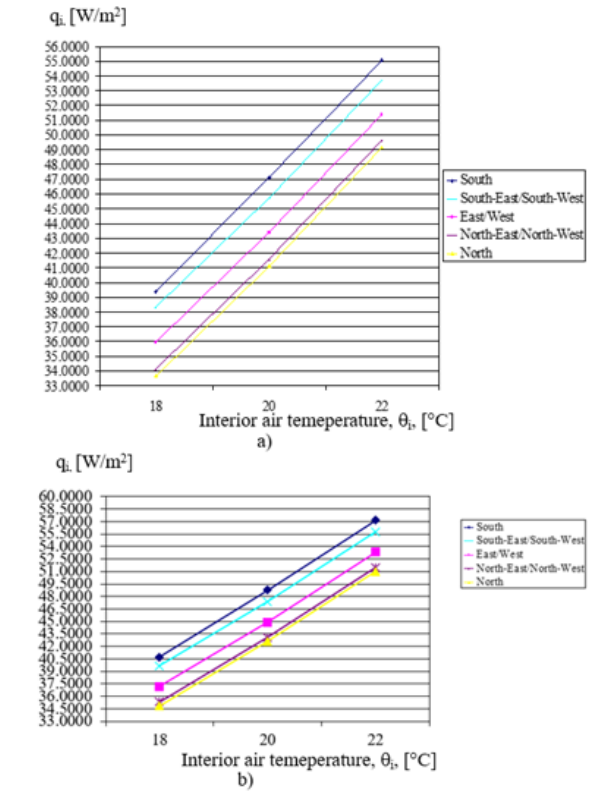 qi. [W/m²]
56.0000
55.0000
54.0000
53.0000
52.0000
51.0000
50.0000
49.0000
48.0000
47.0000
46.0000
45.0000
44.0000
43.0000
42.0000
41.0000
40.0000
39.0000
38.0000
37.0000
36.0000
35.0000
34.0000
33.0000
South
South-East/South-West
East/West
North-East/North-West
North
18 20 22
Interior air temeperature, θi, [°C]
a)
qi. [W/m²]
60.0000
58.5000
57.0000
55.5000
54.0000
52.5000
51.0000
49.5000
48.0000
46.5000
45.0000
43.5000
42.0000
40.5000
39.0000
37.5000
36.0000
34.5000
33.0000
South
South-East/South-West
East/West
North-East/North-West
North
18 20 22
Interior air temeperature, θi, [°C]
b)